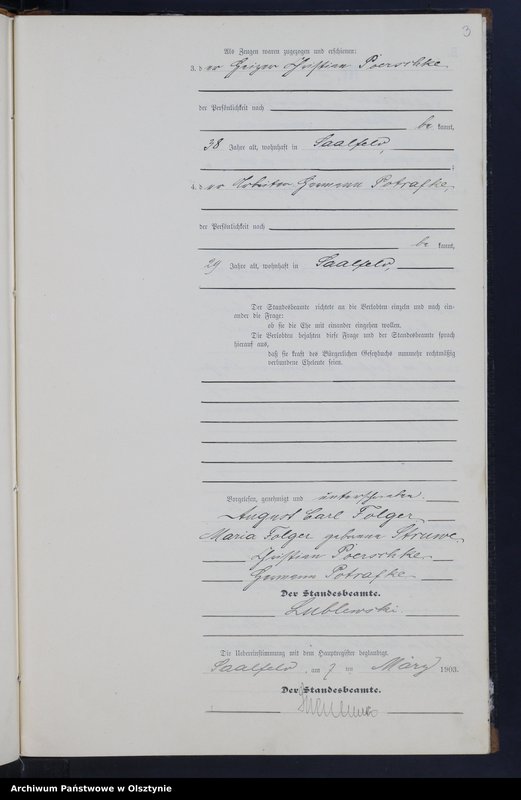 3
Als Zeugen waren zugezogen und erschienen:
3. der Heizer Christian Poerschke
der Persönlichkeit nach
bekannt,
38 Jahre alt, wohnhaft in Saalfeld,
4. der Arbeiter Hermann Potrafke,
der Persönlichkeit nach
bekannt,
29 Jahre alt, wohnhaft in Saalfeld,
Der Standesbeamte richtete an die Verlobten einzeln und nach ein-
ander die Frage:
ob sie die Ehe mit einander eingehen wollen.
Die Verlobten bejahten diese Frage und der Standesbeamte sprach
hierauf aus,
daß sie kraft des Bürgerlichen Gesetzbuchs nunmehr rechtmäßig
verbundene Eheleute seien.
Vorgelesen, genehmigt und unterschrieben.
August Carl Folger
Maria Folger geborene Struwe
Christian Poerschke
Hermann Potrafke
Der Standesbeamte.
Lublewski.
Die Uebereinstimmung mit dem Hauptregister beglaubigt.
Saalfeld, am 7 ten März 1903.
Der Standesbeamte.
Archiwum Państwowe w Olsztynie